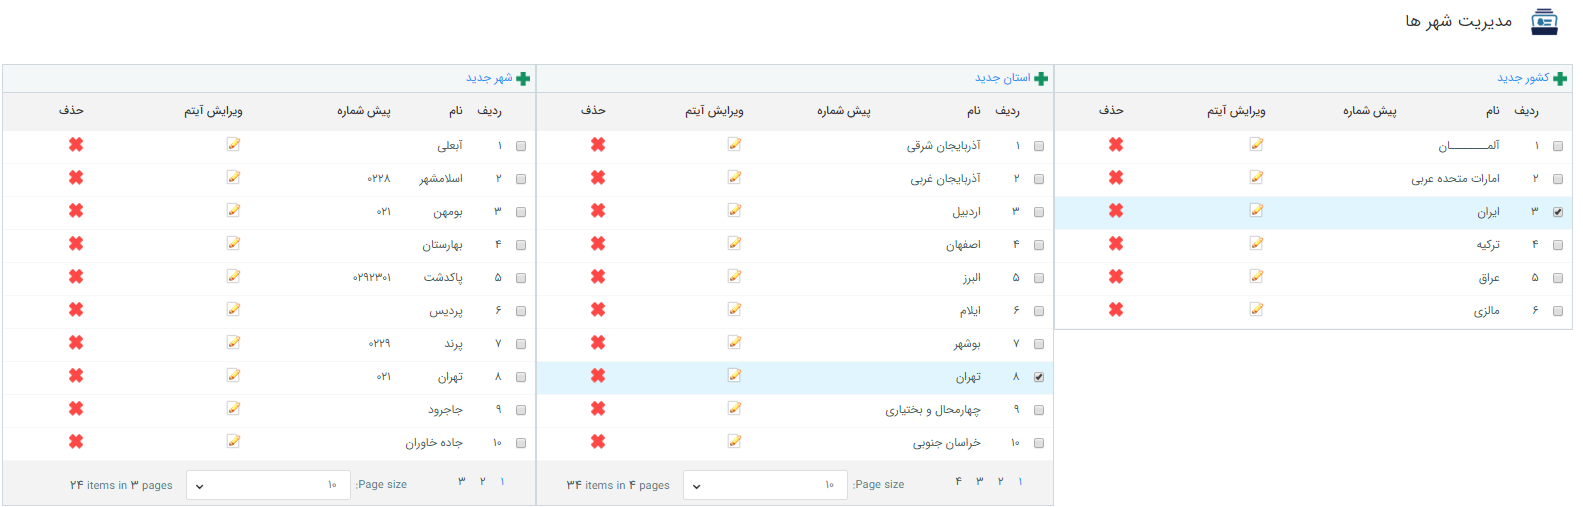 مدیریت شهر ها
کشور جدید
ردیف نام پیش شماره ویرایش آیتم حذف
۱ آلمـــــــان
۲ امارات متحده عربی
۳ ایران
۴ ترکیه
۵ عراق
۶ مالزی
استان جدید
ردیف نام پیش شماره ویرایش آیتم حذف
۱ آذربایجان شرقی
۲ آذربایجان غربی
۳ اردبیل
۴ اصفهان
۵ البرز
۶ ایلام
۷ بوشهر
۸ تهران
۹ چهارمحال و بختیاری
۱۰ خراسان جنوبی
۱ ۲ ۳ ۴ Page size: ۱۰ ۳۴ items in ۴ pages
شهر جدید
ردیف نام پیش شماره ویرایش آیتم حذف
۱ آبعلی
۲ اسلامشهر ۰۲۲۸
۳ بومهن ۰۲۱
۴ بهارستان
۵ پاکدشت ۰۲۹۲۳۰۱
۶ پردیس
۷ پرند ۰۲۲۹
۸ تهران ۰۲۱
۹ جاجرود
۱۰ جاده خاوران
۱ ۲ ۳ Page size: ۱۰ ۲۴ items in ۳ pages